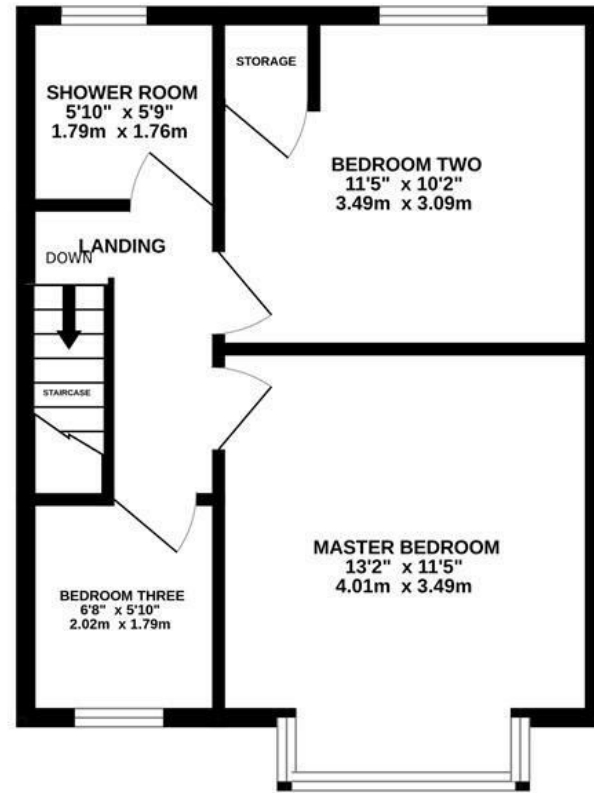 STORAGE
SHOWER ROOM
5'10" x 5'9"
1.79m x 1.76m
BEDROOM TWO
11'5" x 10'2"
3.49m x 3.09m
LANDING
DOWN
STAIRCASE
MASTER BEDROOM
13'2" x 11'5"
4.01m x 3.49m
BEDROOM THREE
6'8" x 5'10"
2.02m x 1.79m